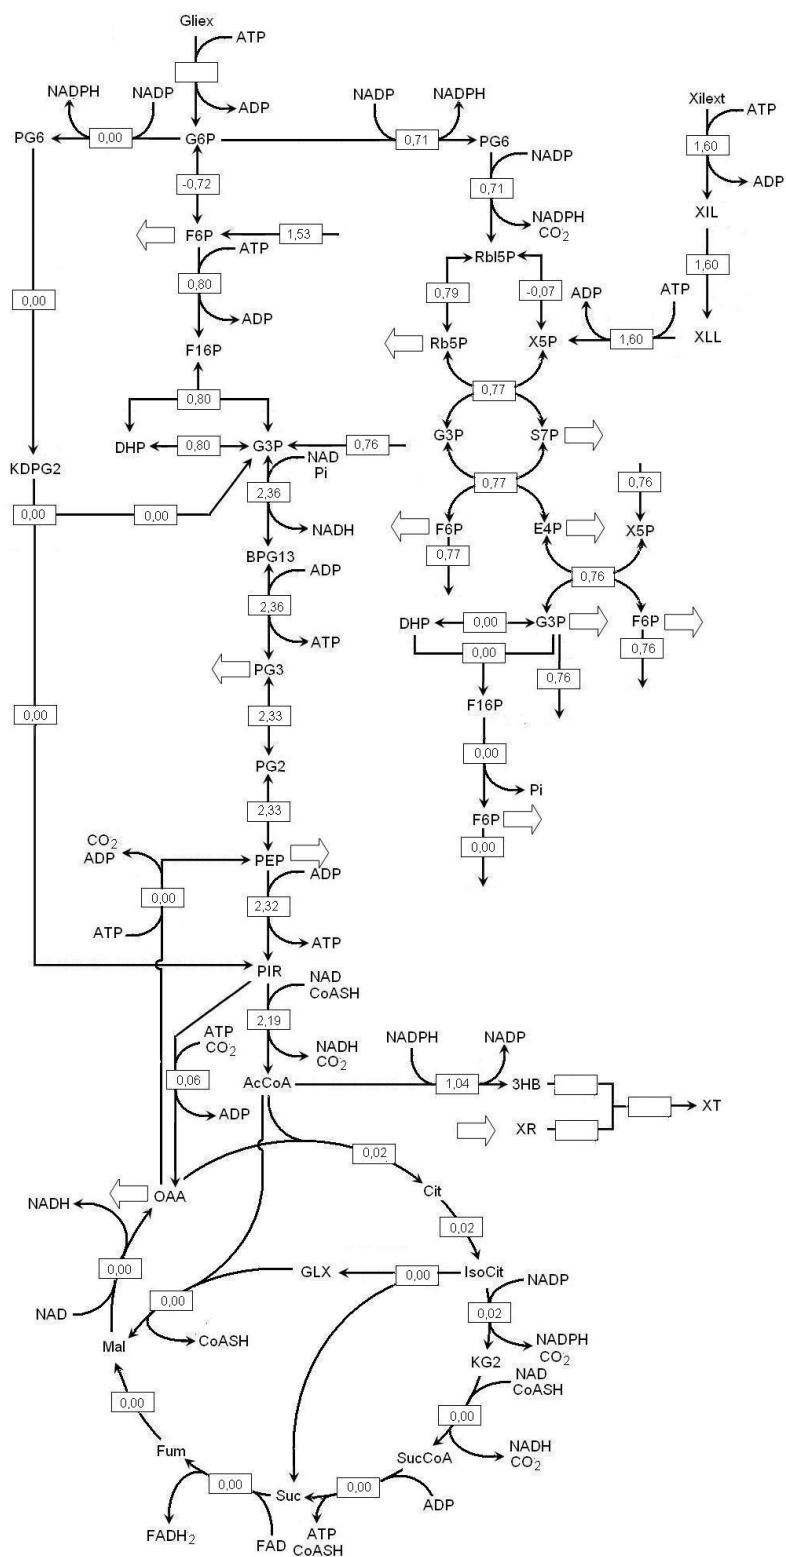 Gliex
ATP
ADP
NADPH
NADP
NADP
NADPH
Xilext
ATP
PG6
0,00
G6P
0,71
PG6
1,60
NADP
ADP
-0,72
0,71
XIL
NADPH
CO2
F6P
1,53
ATP
Rbl5P
1,60
0,00
0,80
0,79
-0,07
ADP
ATP
ADP
F16P
Rb5P
X5P
1,60
XLL
0,80
0,77
DHP
0,80
G3P
0,76
G3P
S7P
NAD
Pi
KDPG2
0,00
0,00
2,36
0,77
0,76
NADH
F6P
E4P
X5P
BPG13
0,77
ADP
2,36
0,76
ATP
DHP
0,00
G3P
F6P
0,00
0,76
PG3
0,76
F16P
0,00
2,33
0,00
PG2
Pi
2,33
F6P
CO2
ADP
PEP
0,00
ADP
0,00
2,32
ATP
ATP
PIR
NAD
CoASH
2,19
ATP
CO2
NADH
CO2
NADPH
NADP
0,06
AcCoA
1,04
3HB
XT
ADP
XR
0,02
OAA
Cit
NADH
0,02
0,00
GLX
0,00
IsoCit
NADP
NAD
0,00
0,02
Mal
CoASH
NADPH
CO2
KG2
NAD
CoASH
0,00
0,00
Fum
SucCoA
NADH
CO2
0,00
Suc
0,00
ADP
FADH2
FAD
ATP
CoASH